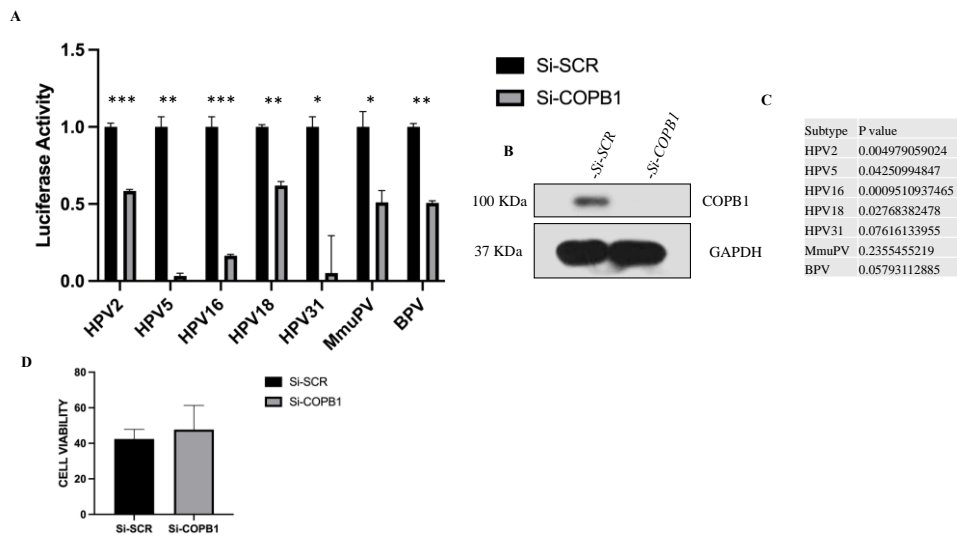 A
Luciferase Activity
1.5
1.0
0.5
0.0
*** ** *** ** * * **
HPV2 HPV5 HPV16 HPV18 HPV31 MmuPV BPV
Si-SCR
Si-COPB1
B
-Si-SCR -Si-COPB1
100 KDa COPB1
37 KDa GAPDH
C
Subtype P value
HPV2 0.004979059024
HPV5 0.04250994847
HPV16 0.0009510937465
HPV18 0.02768382478
HPV31 0.07616133955
MmuPV 0.2355455219
BPV 0.05793112885
D
CELL VIABILITY
80
60
40
20
0
Si-SCR Si-COPB1
Si-SCR
Si-COPB1